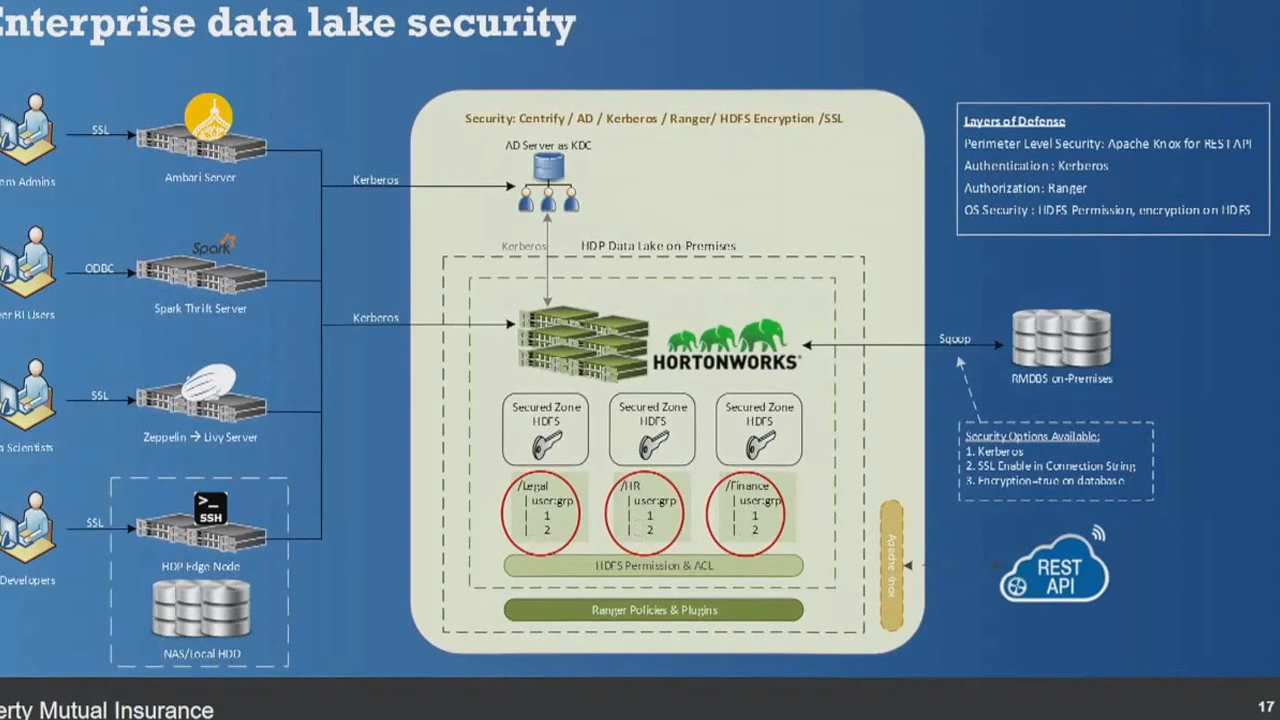 Enterprise data lake security
SSL
em Admins
Ambari Server
ODBC
Spark
er BI Users
Spark Thrift Server
SSL
a Scientists
Zeppelin → Livy Server
SSL
>_
SSH
Developers
HDP Edge Node
NAS/Local HDD
Kerberos
Kerberos
Security: Centrify / AD / Kerberos / Ranger/ HDFS Encryption /SSL
AD Server as KDC
Kerberos
HDP Data Lake on-Premises
HORTONWORKS
Secured Zone
HDFS
Secured Zone
HDFS
Secured Zone
HDFS
/Legal
user:grp
1
2
/HR
user:grp
1
2
/Finance
user:grp
1
2
HDFS Permission & ACL
Ranger Policies & Plugins
Apache Knox
Layers of Defense
Perimeter Level Security: Apache Knox for REST API
Authentication : Kerberos
Authorization: Ranger
OS Security : HDFS Permission, encryption on HDFS
Sqoop
RMDBS on-Premises
Security Options Available:
1. Kerberos
2. SSL Enable in Connection String
3. Encryption=true on database
REST
API
erty Mutual Insurance
17